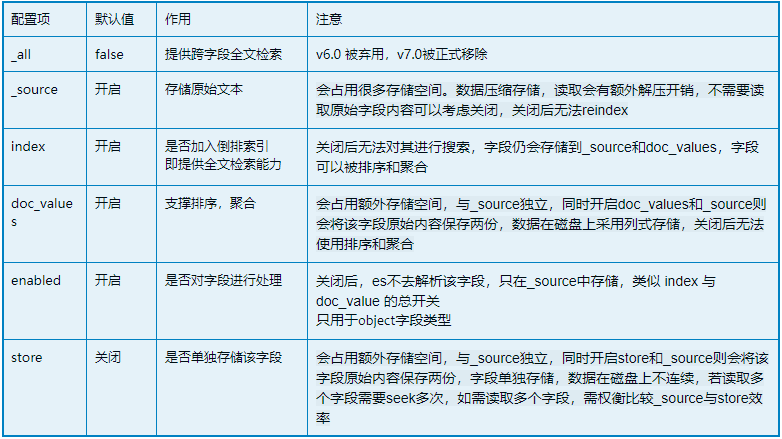 配置项 默认值 作用 注意
_all false 提供跨字段全文检索 v6.0 被弃用，v7.0被正式移除
_source 开启 存储原始文本 会占用很多存储空间。数据压缩存储，读取会有额外解压开销，不需要读
取原始字段内容可以考虑关闭，关闭后无法reindex
index 开启 是否加入倒排索引 关闭后无法对其进行搜索，字段仍会存储到_source和doc_values，字段
即提供全文检索能力 可以被排序和聚合
doc_value 开启 支撑排序，聚合 会占用额外存储空间，与_source独立，同时开启doc_values和_source则
s 会将该字段原始内容保存两份，数据在磁盘上采用列式存储，关闭后无法
使用排序和聚合
enabled 开启 是否对字段进行处理 关闭后，es不去解析该字段，只在_source中存储，类似 index 与
doc_value 的总开关
只用于object字段类型
store 关闭 是否单独存储该字段 会占用额外存储空间，与_source独立，同时开启store和_source则会将该
字段原始内容保存两份，字段单独存储，数据在磁盘上不连续，若读取多
个字段需要seek多次，如需读取多个字段，需权衡比较_source与store效
率